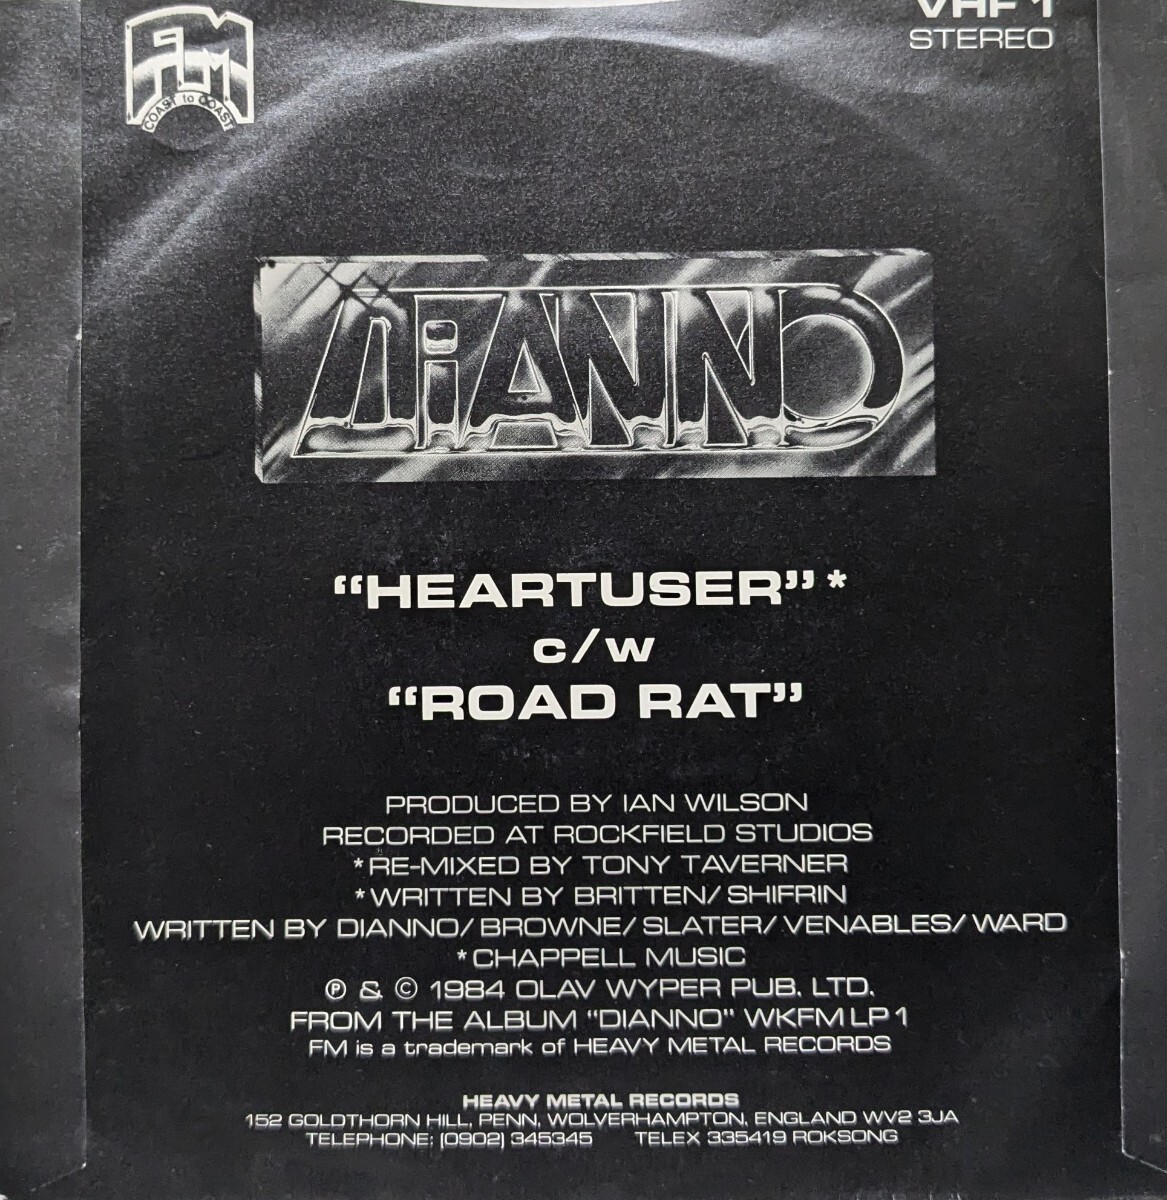 VHF 1
STEREO
FM
COAST to COAST
DIANNO
“HEARTUSER”*
c/w
“ROAD RAT”
PRODUCED BY IAN WILSON
RECORDED AT ROCKFIELD STUDIOS
*RE-MIXED BY TONY TAVERNER
*WRITTEN BY BRITTEN/SHIFRIN
WRITTEN BY DIANNO/BROWNE/SLATER/VENABLES/WARD
*CHAPPELL MUSIC
℗ & © 1984 OLAV WYPER PUB. LTD.
FROM THE ALBUM “DIANNO” WKFM LP 1
FM is a trademark of HEAVY METAL RECORDS
HEAVY METAL RECORDS
152 GOLDTHORN HILL, PENN, WOLVERHAMPTON, ENGLAND WV2 3JA
TELEPHONE: (0902) 345345 TELEX 335419 ROKSONG